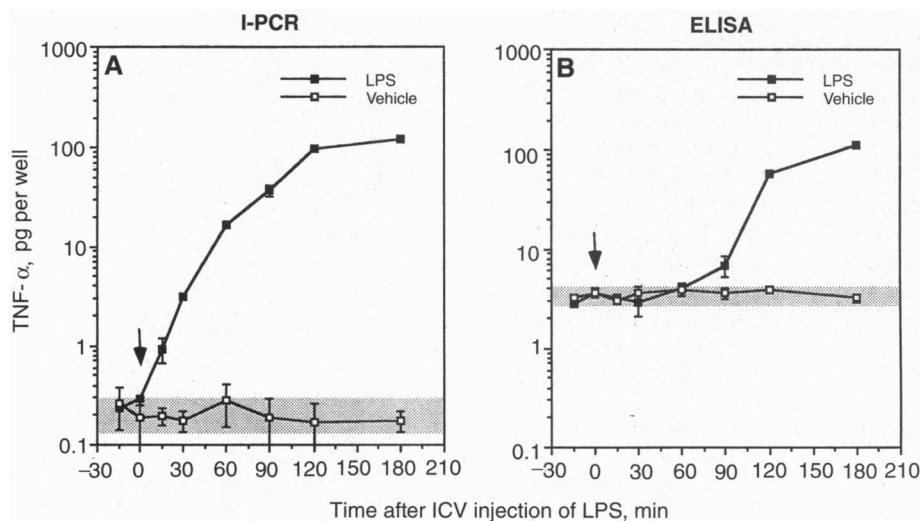 I-PCR
ELISA
A
B
LPS
Vehicle
LPS
Vehicle
TNF- α, pg per well
1000
100
10
1
0.1
1000
100
10
1
0.1
−30 0 30 60 90 120 150 180 210
−30 0 30 60 90 120 150 180 210
Time after ICV injection of LPS, min